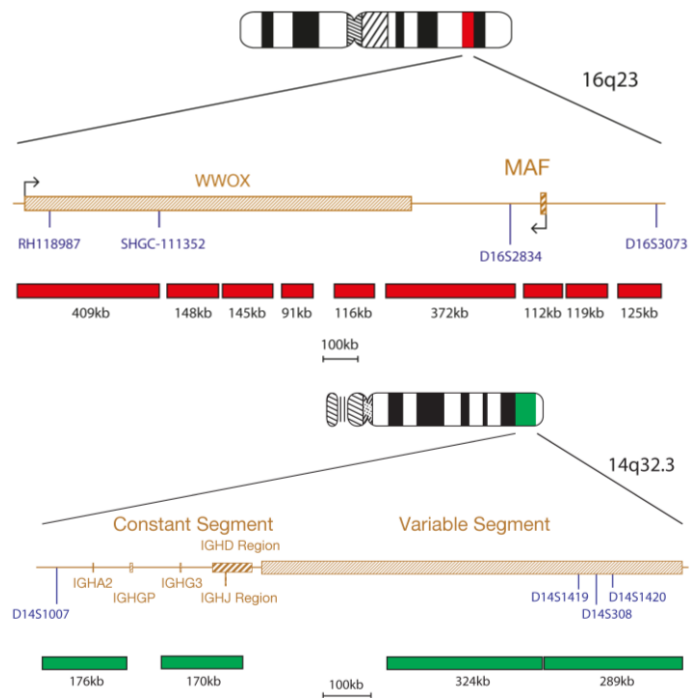 16q23
MAF
WWOX
RH118987
SHGC-111352
D16S2834
D16S3073
409kb
148kb
145kb
91kb
116kb
372kb
112kb
119kb
125kb
100kb
14q32.3
Constant Segment
Variable Segment
IGHD Region
IGHA2
IGHGP
IGHG3
IGHJ Region
D14S1007
D14S1419
D14S308
D14S1420
176kb
170kb
324kb
289kb
100kb